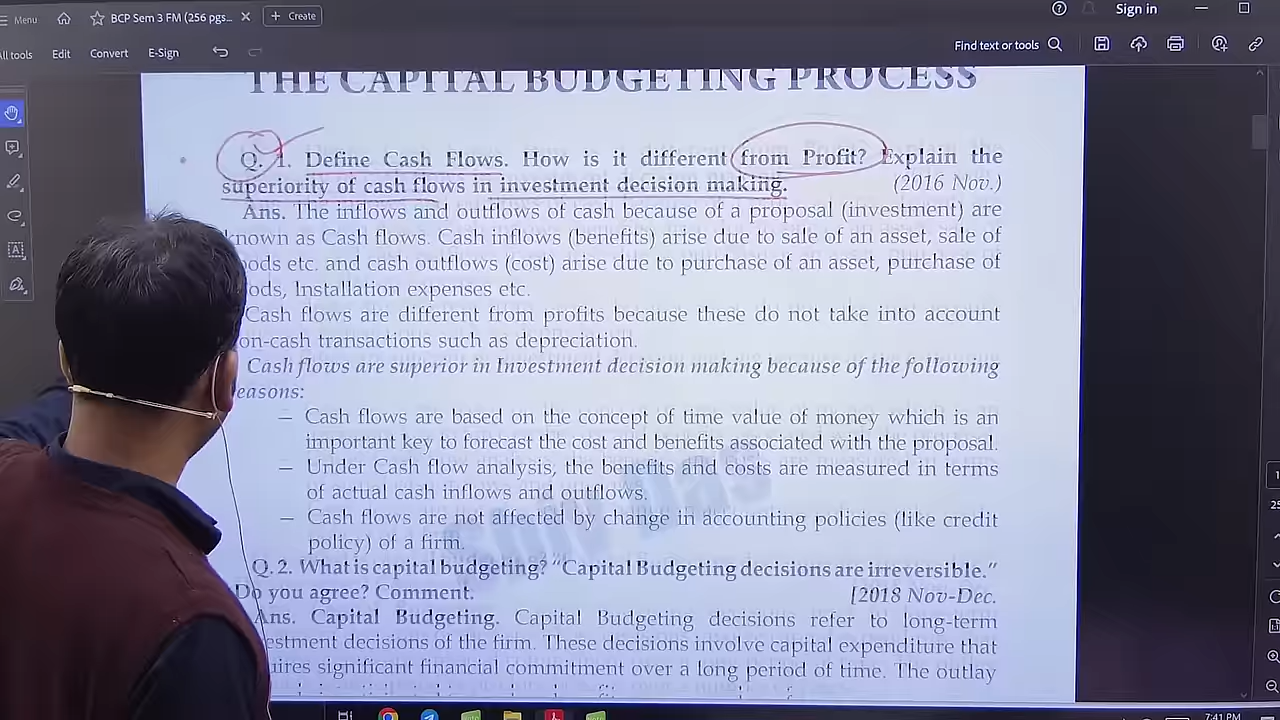 Menu
BCP Sem 3 FM (256 pgs...
Create
Sign in
All tools
Edit
Convert
E-Sign
Find text or tools
THE CAPITAL BUDGETING PROCESS
Q. 1. Define Cash Flows. How is it different from Profit? Explain the
superiority of cash flows in investment decision making. (2016 Nov.)
Ans. The inflows and outflows of cash because of a proposal (investment) are
known as Cash flows. Cash inflows (benefits) arise due to sale of an asset, sale of
ods etc. and cash outflows (cost) arise due to purchase of an asset, purchase of
ods, Installation expenses etc.
Cash flows are different from profits because these do not take into account
on-cash transactions such as depreciation.
Cash flows are superior in Investment decision making because of the following
easons:
– Cash flows are based on the concept of time value of money which is an
important key to forecast the cost and benefits associated with the proposal.
– Under Cash flow analysis, the benefits and costs are measured in terms
of actual cash inflows and outflows.
– Cash flows are not affected by change in accounting policies (like credit
policy) of a firm.
Q.2. What is capital budgeting? “Capital Budgeting decisions are irreversible.”
Do you agree? Comment. [2018 Nov-Dec.
Ans. Capital Budgeting. Capital Budgeting decisions refer to long-term
estment decisions of the firm. These decisions involve capital expenditure that
uires significant financial commitment over a long period of time. The outlay
7:41 PM